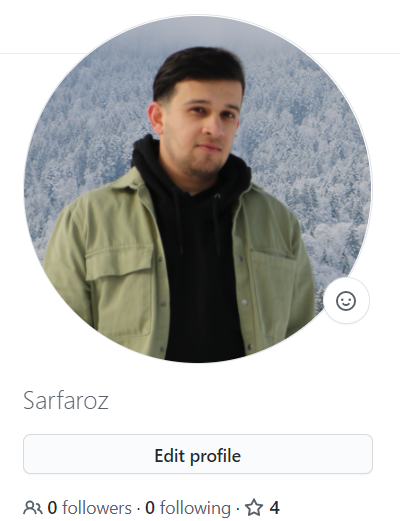 Sarfaroz
Edit profile
0 followers · 0 following · 4